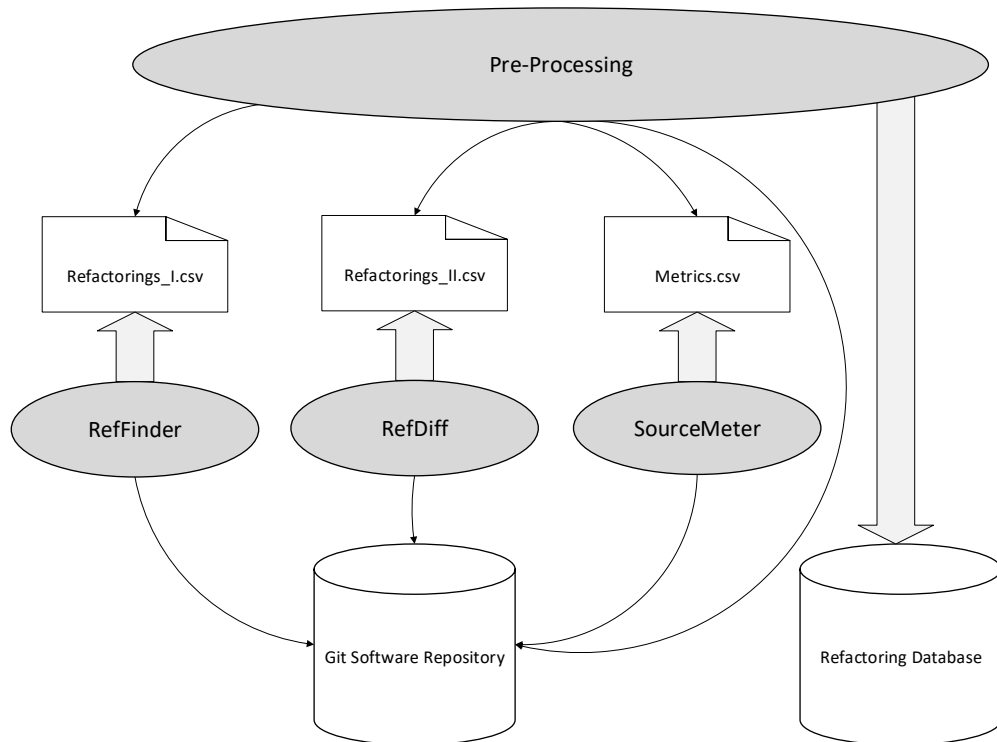 Pre-Processing
Refactorings_I.csv
Refactorings_II.csv
Metrics.csv
RefFinder
RefDiff
SourceMeter
Git Software Repository
Refactoring Database